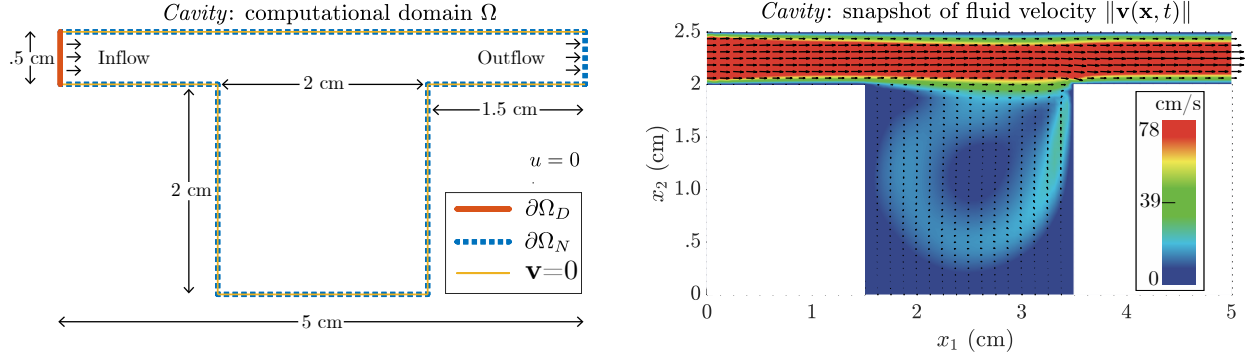 Cavity: computational domain Ω
.5 cm
Inflow
Outflow
2 cm
1.5 cm
u = 0
2 cm
∂Ω_D
∂Ω_N
v=0
5 cm
Cavity: snapshot of fluid velocity ‖v(x, t)‖
2.5
2
1.5
1.0
.5
0
x₂ (cm)
cm/s
78
39
0
0 1 2 3 4 5
x₁ (cm)